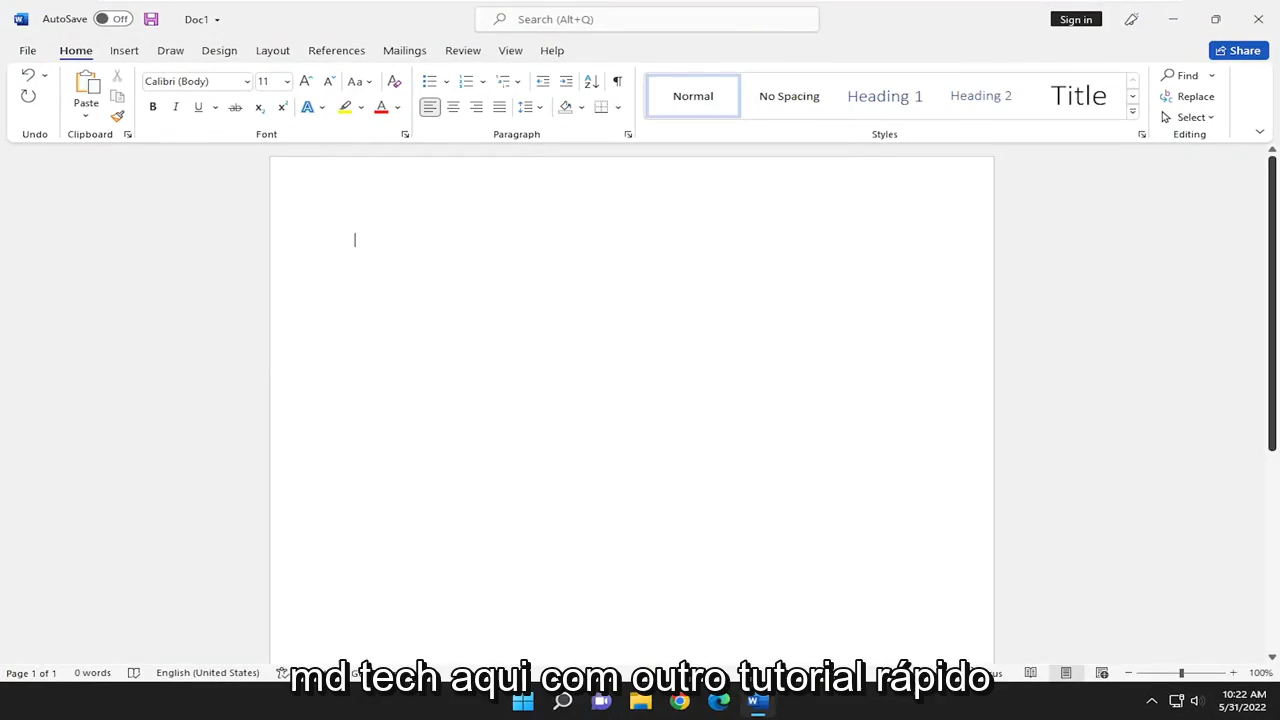 AutoSave Off Doc1 Search (Alt+Q) Sign in
File Home Insert Draw Design Layout References Mailings Review View Help Share
Calibri (Body) 11 Aa Normal No Spacing Heading 1 Heading 2 Title Find
Paste Replace
Select
Undo Clipboard Font Paragraph Styles Editing
Page 1 of 1 0 words English (United States) 100%
md tech aqui com outro tutorial rápido
10:22 AM
5/31/2022